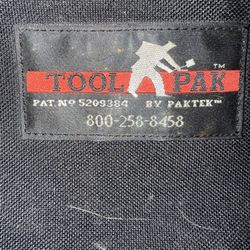 TOOL PAK™
PAT. Nº 5209384 BY PAKTEK™
800-258-8458